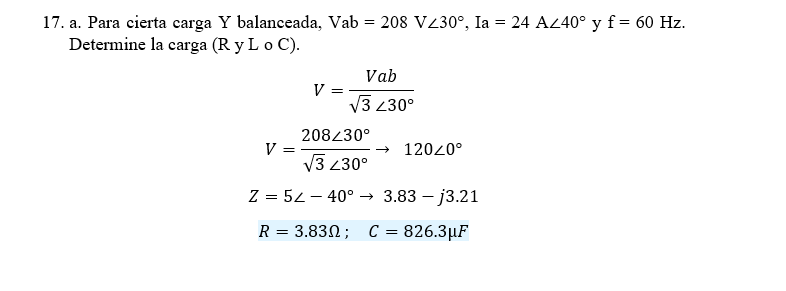 17. a. Para cierta carga Y balanceada, Vab = 208 V∠30°, Ia = 24 A∠40° y f = 60 Hz.
Determine la carga (R y L o C).
V = Vab / √3 ∠30°
V = 208∠30° / √3 ∠30° → 120∠0°
Z = 5∠ − 40° → 3.83 − j3.21
R = 3.83Ω ; C = 826.3μF